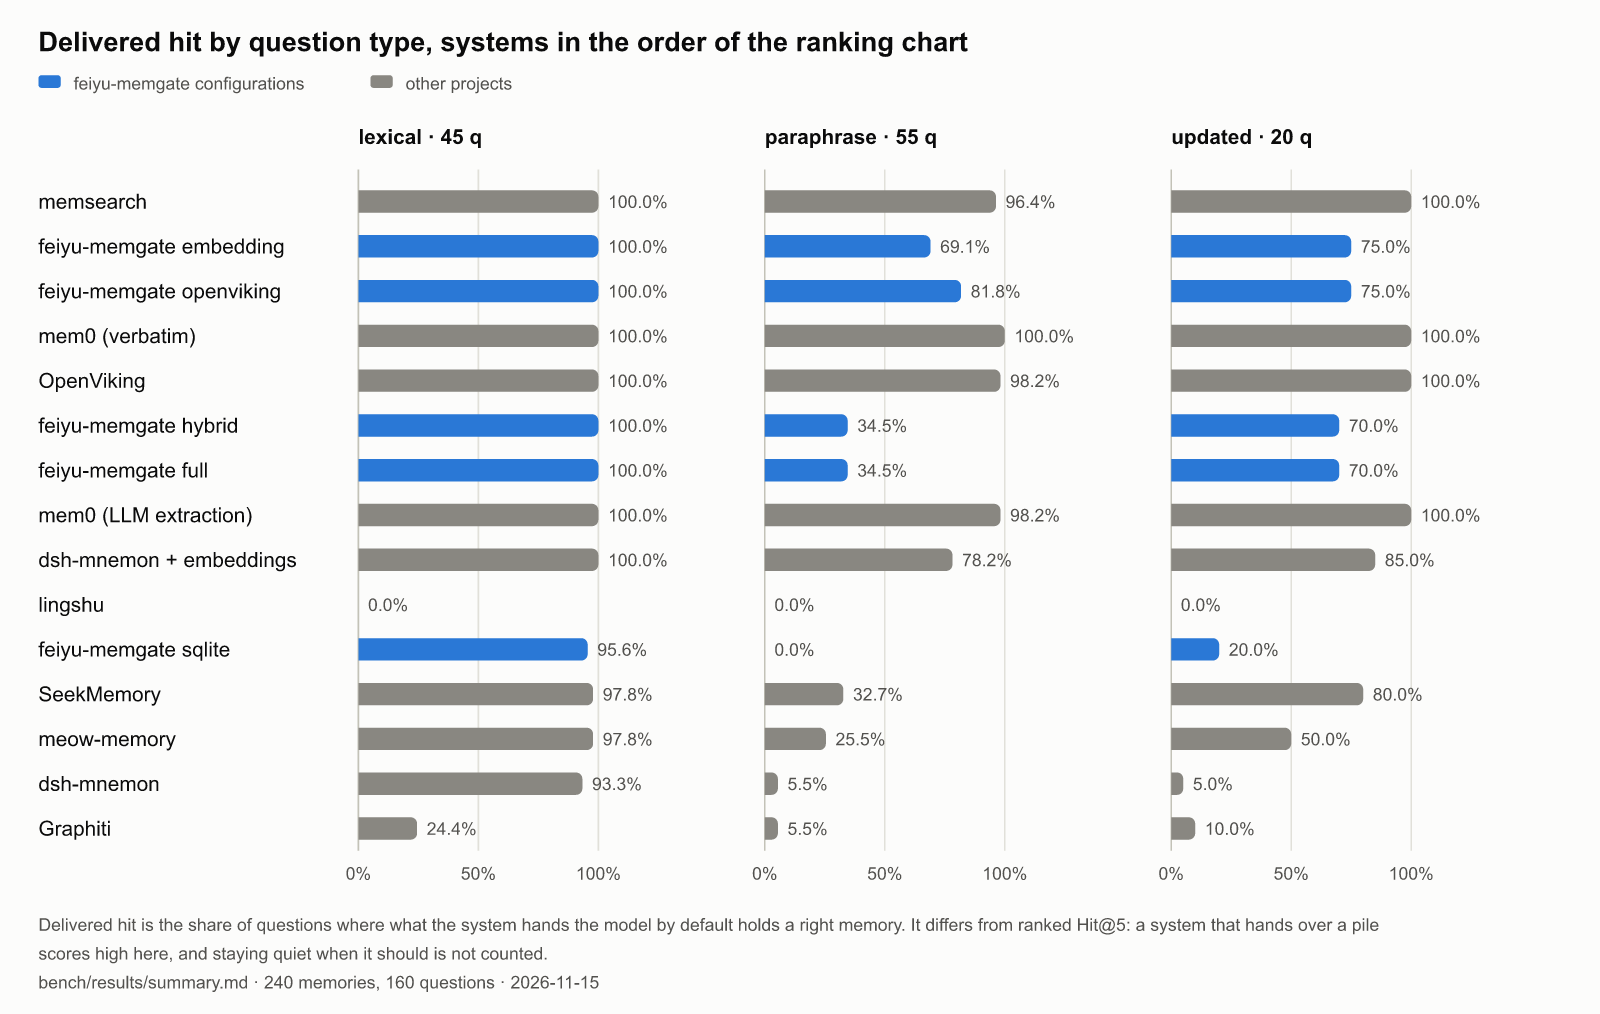 Delivered hit by question type, systems in the order of the ranking chart
feiyu-memgate configurations other projects
lexical · 45 q paraphrase · 55 q updated · 20 q
memsearch 100.0% 96.4% 100.0%
feiyu-memgate embedding 100.0% 69.1% 75.0%
feiyu-memgate openviking 100.0% 81.8% 75.0%
mem0 (verbatim) 100.0% 100.0% 100.0%
OpenViking 100.0% 98.2% 100.0%
feiyu-memgate hybrid 100.0% 34.5% 70.0%
feiyu-memgate full 100.0% 34.5% 70.0%
mem0 (LLM extraction) 100.0% 98.2% 100.0%
dsh-mnemon + embeddings 100.0% 78.2% 85.0%
lingshu 0.0% 0.0% 0.0%
feiyu-memgate sqlite 95.6% 0.0% 20.0%
SeekMemory 97.8% 32.7% 80.0%
meow-memory 97.8% 25.5% 50.0%
dsh-mnemon 93.3% 5.5% 5.0%
Graphiti 24.4% 5.5% 10.0%
0% 50% 100% 0% 50% 100% 0% 50% 100%
Delivered hit is the share of questions where what the system hands the model by default holds a right memory. It differs from ranked Hit@5: a system that hands over a pile
scores high here, and staying quiet when it should is not counted.
bench/results/summary.md · 240 memories, 160 questions · 2026-11-15